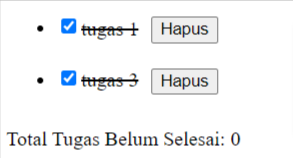 tugas 1 Hapus
tugas 3 Hapus
Total Tugas Belum Selesai: 0